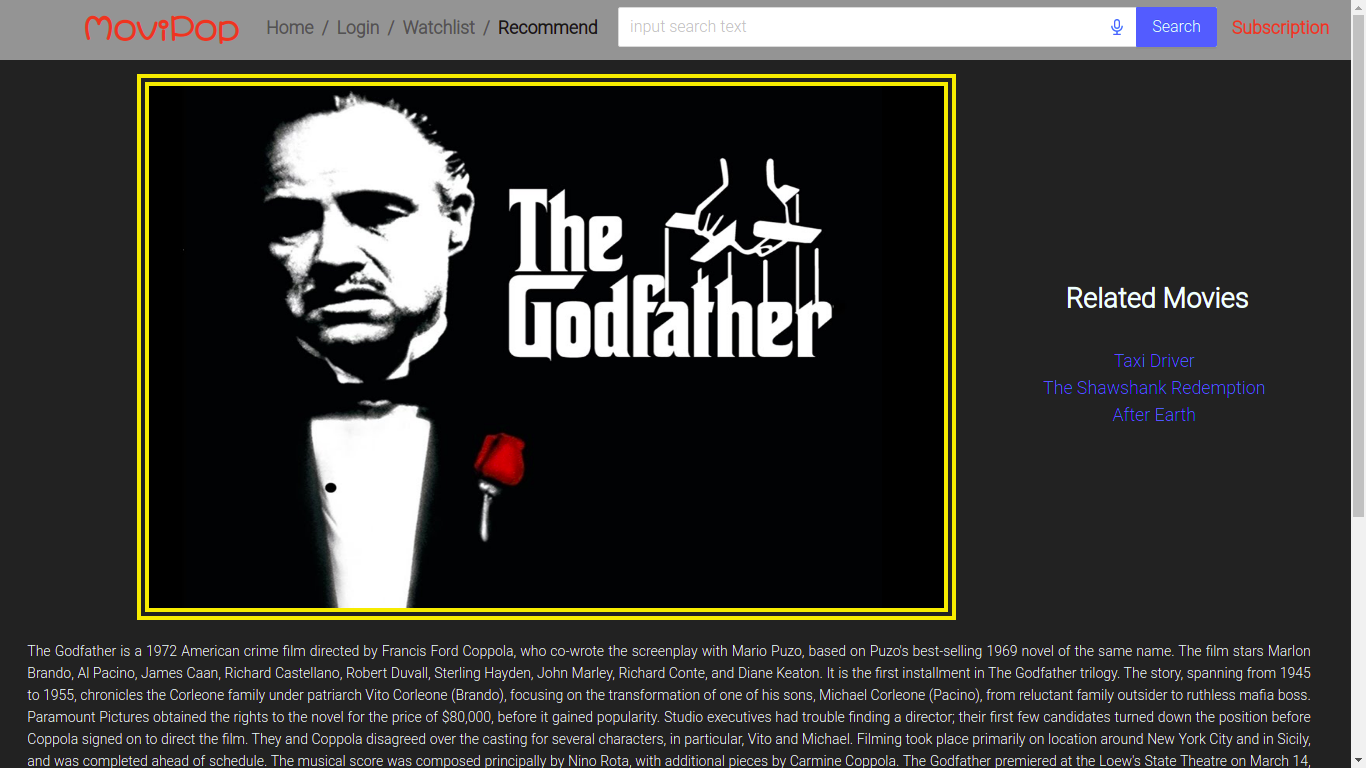 MoviPop Home / Login / Watchlist / Recommend input search text Search Subscription
The
Godfather
Related Movies
Taxi Driver
The Shawshank Redemption
After Earth
The Godfather is a 1972 American crime film directed by Francis Ford Coppola, who co-wrote the screenplay with Mario Puzo, based on Puzo's best-selling 1969 novel of the same name. The film stars Marlon
Brando, Al Pacino, James Caan, Richard Castellano, Robert Duvall, Sterling Hayden, John Marley, Richard Conte, and Diane Keaton. It is the first installment in The Godfather trilogy. The story, spanning from 1945
to 1955, chronicles the Corleone family under patriarch Vito Corleone (Brando), focusing on the transformation of one of his sons, Michael Corleone (Pacino), from reluctant family outsider to ruthless mafia boss.
Paramount Pictures obtained the rights to the novel for the price of $80,000, before it gained popularity. Studio executives had trouble finding a director; their first few candidates turned down the position before
Coppola signed on to direct the film. They and Coppola disagreed over the casting for several characters, in particular, Vito and Michael. Filming took place primarily on location around New York City and in Sicily,
and was completed ahead of schedule. The musical score was composed principally by Nino Rota, with additional pieces by Carmine Coppola. The Godfather premiered at the Loew's State Theatre on March 14,